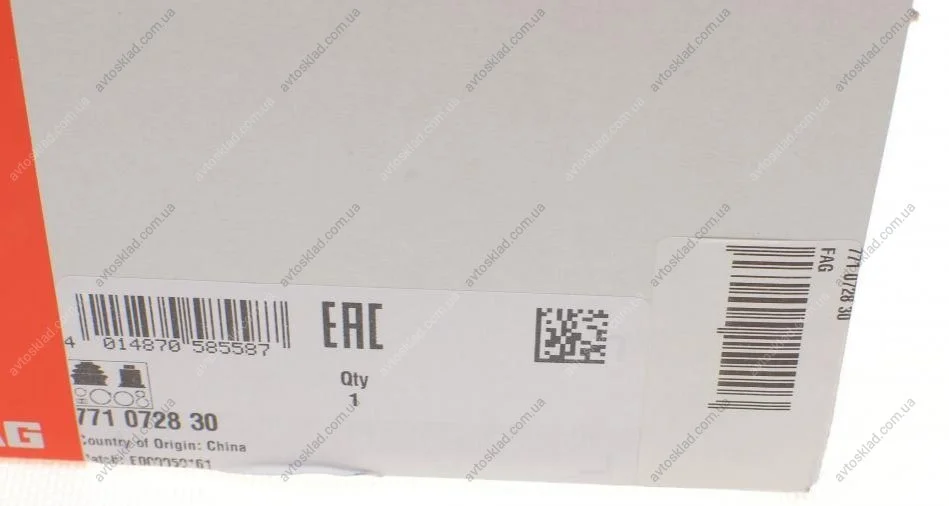 4 014870 585587
EAC
Qty
1
771 0728 30
Country of Origin: China
AG
771 0728 30
FAG
avtosklad.com.ua